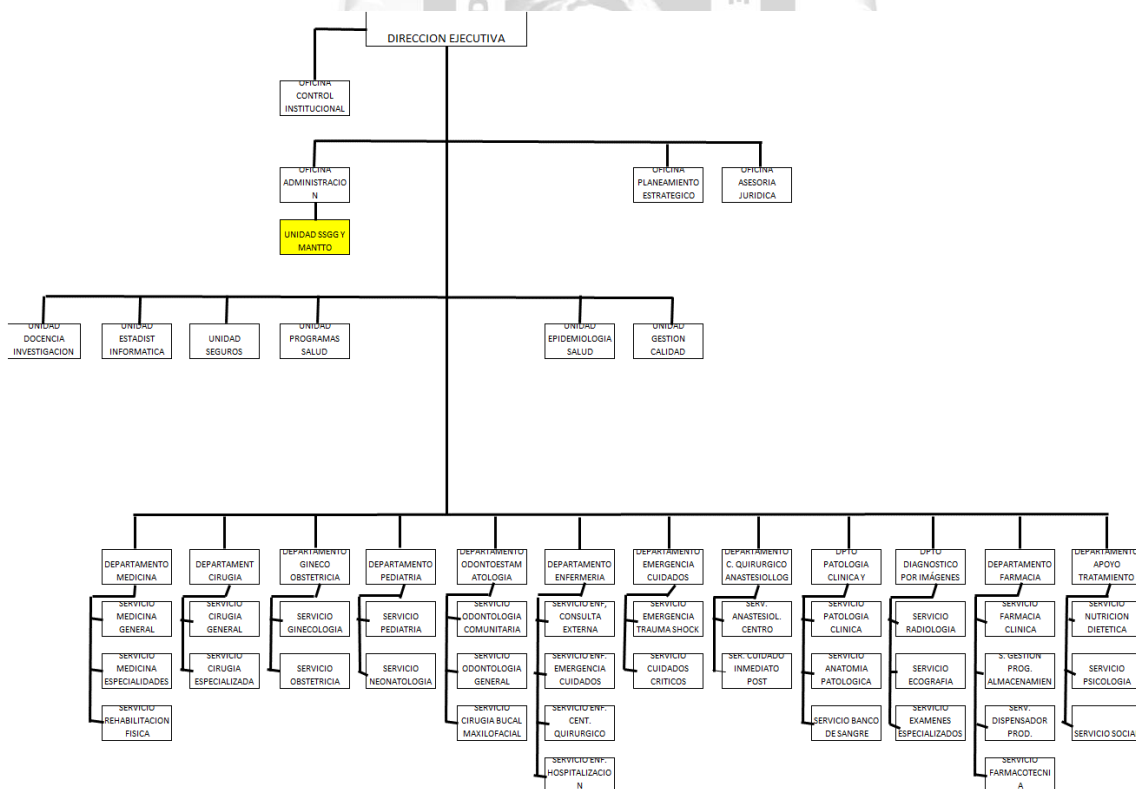 DIRECCION EJECUTIVA
OFICINA
CONTROL
INSTITUCIONAL
OFICINA
ADMINISTRACIO
N
OFICINA
PLANEAMIENTO
ESTRATEGICO
OFICINA
ASESORIA
JURIDICA
UNIDAD SSGG Y
MANTTO
UNIDAD
DOCENCIA
INVESTIGACION
UNIDAD
ESTADIST
INFORMATICA
UNIDAD
SEGUROS
UNIDAD
PROGRAMAS
SALUD
UNIDAD
EPIDEMIOLOGIA
SALUD
UNIDAD
GESTION
CALIDAD
DEPARTAMENTO
MEDICINA
SERVICIO
MEDICINA
GENERAL
SERVICIO
MEDICINA
ESPECIALIDADES
SERVICIO
REHABILITACION
FISICA
DEPARTAMENT
CIRUGIA
SERVICIO
CIRUGIA
GENERAL
SERVICIO
CIRUGIA
ESPECIALIZADA
DEPARTAMENTO
GINECO
OBSTETRICIA
SERVICIO
GINECOLOGIA
SERVICIO
OBSTETRICIA
DEPARTAMENTO
PEDIATRIA
SERVICIO
PEDIATRIA
SERVICIO
NEONATOLOGIA
DEPARTAMENTO
ODONTOESTAM
ATOLOGIA
SERVICIO
ODONTOLOGIA
COMUNITARIA
SERVICIO
ODONTOLOGIA
GENERAL
SERVICIO
CIRUGIA BUCAL
MAXILOFACIAL
DEPARTAMENTO
ENFERMERIA
SERVICIO ENF,
CONSULTA
EXTERNA
SERVICIO ENF.
EMERGENCIA
CUIDADOS
SERVICIO ENF.
CENT.
QUIRURGICO
SERVICIO ENF.
HOSPITALIZACIO
N
DEPARTAMENTO
EMERGENCIA
CUIDADOS
SERVICIO
EMERGENCIA
TRAUMA SHOCK
SERVICIO
CUIDADOS
CRITICOS
DEPARTAMENTO
C. QUIRURGICO
ANASTESIOLLOG
SERV.
ANASTESIOL.
CENTRO
SER. CUIDADO
INMEDIATO
POST
DPTO
PATOLOGIA
CLINICA Y
SERVICIO
PATOLOGIA
CLINICA
SERVICIO
ANATOMIA
PATOLOGICA
SERVICIO BANCO
DE SANGRE
DPTO
DIAGNOSTICO
POR IMÁGENES
SERVICIO
RADIOLOGIA
SERVICIO
ECOGRAFIA
SERVICIO
EXAMENES
ESPECIALIZADOS
DEPARTAMENTO
FARMACIA
SERVICIO
FARMACIA
CLINICA
S. GESTION
PROG.
ALMACENAMIEN
SERV.
DISPENSADOR
PROD.
SERVICIO
FARMACOTECNI
A
DEPARTAMENTO
APOYO
TRATAMIENTO
SERVICIO
NUTRICION
DIETETICA
SERVICIO
PSICOLOGIA
SERVICIO SOCIAL